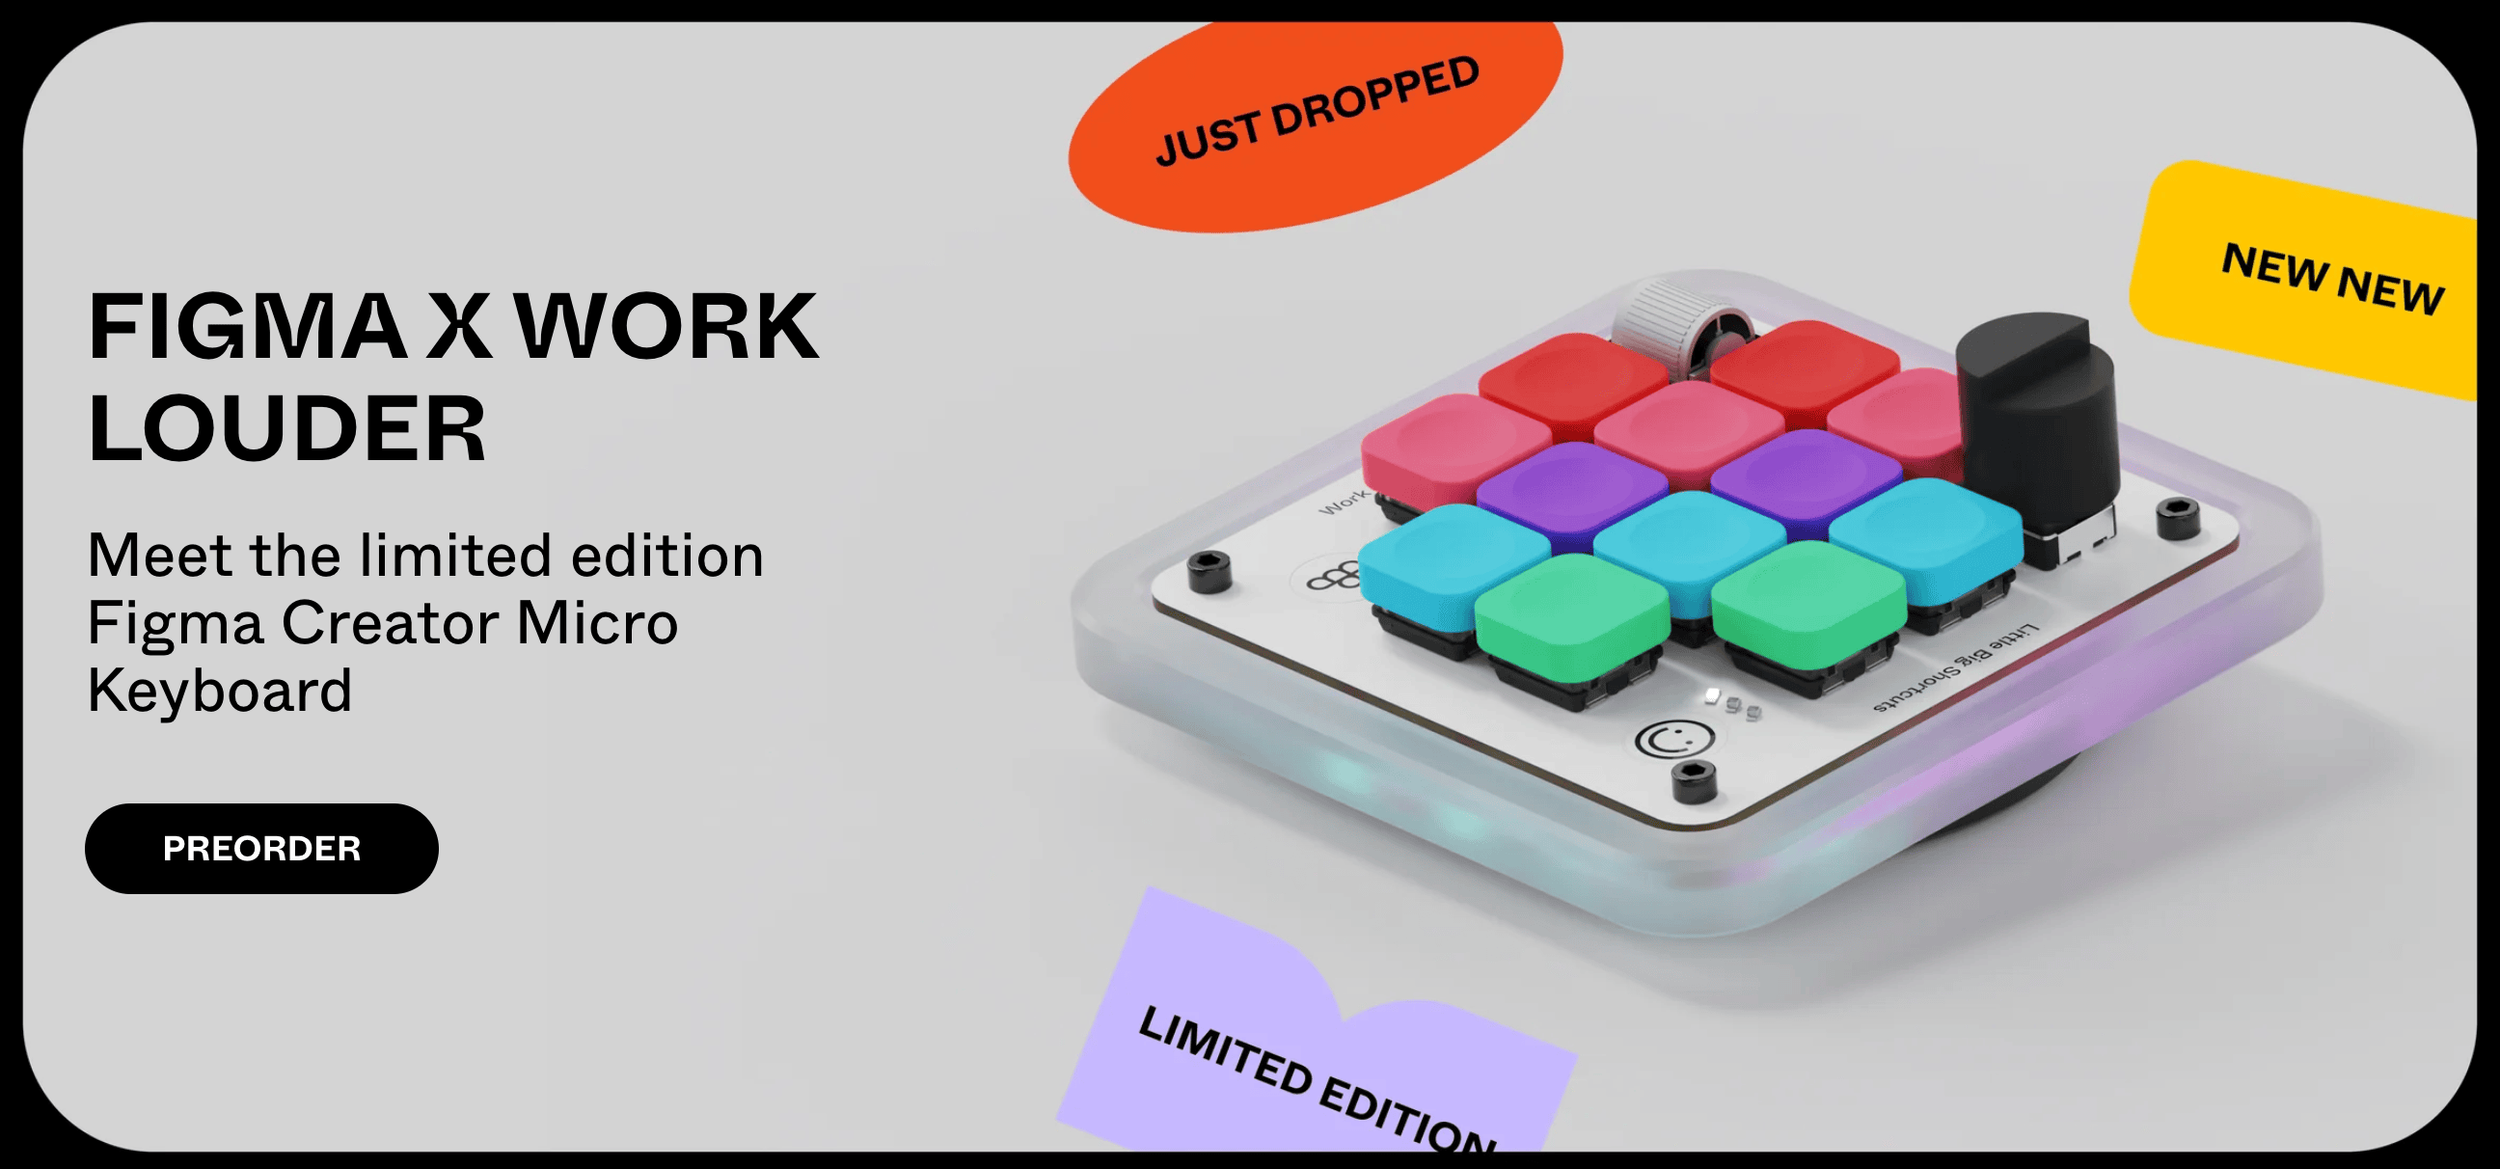 JUST DROPPED
NEW NEW
FIGMA X WORK
LOUDER
Meet the limited edition
Figma Creator Micro
Keyboard
PREORDER
Work
Little Big Shortcuts
LIMITED EDITION